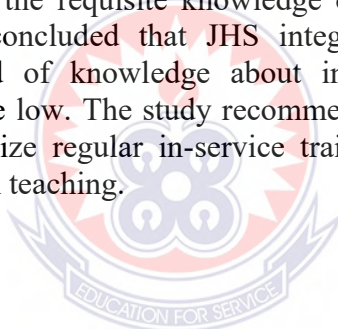 the requisite knowledge
concluded that JHS integ
d of knowledge about in
e low. The study recomme
ize regular in-service trai
teaching.
EDUCATION FOR SERVICE